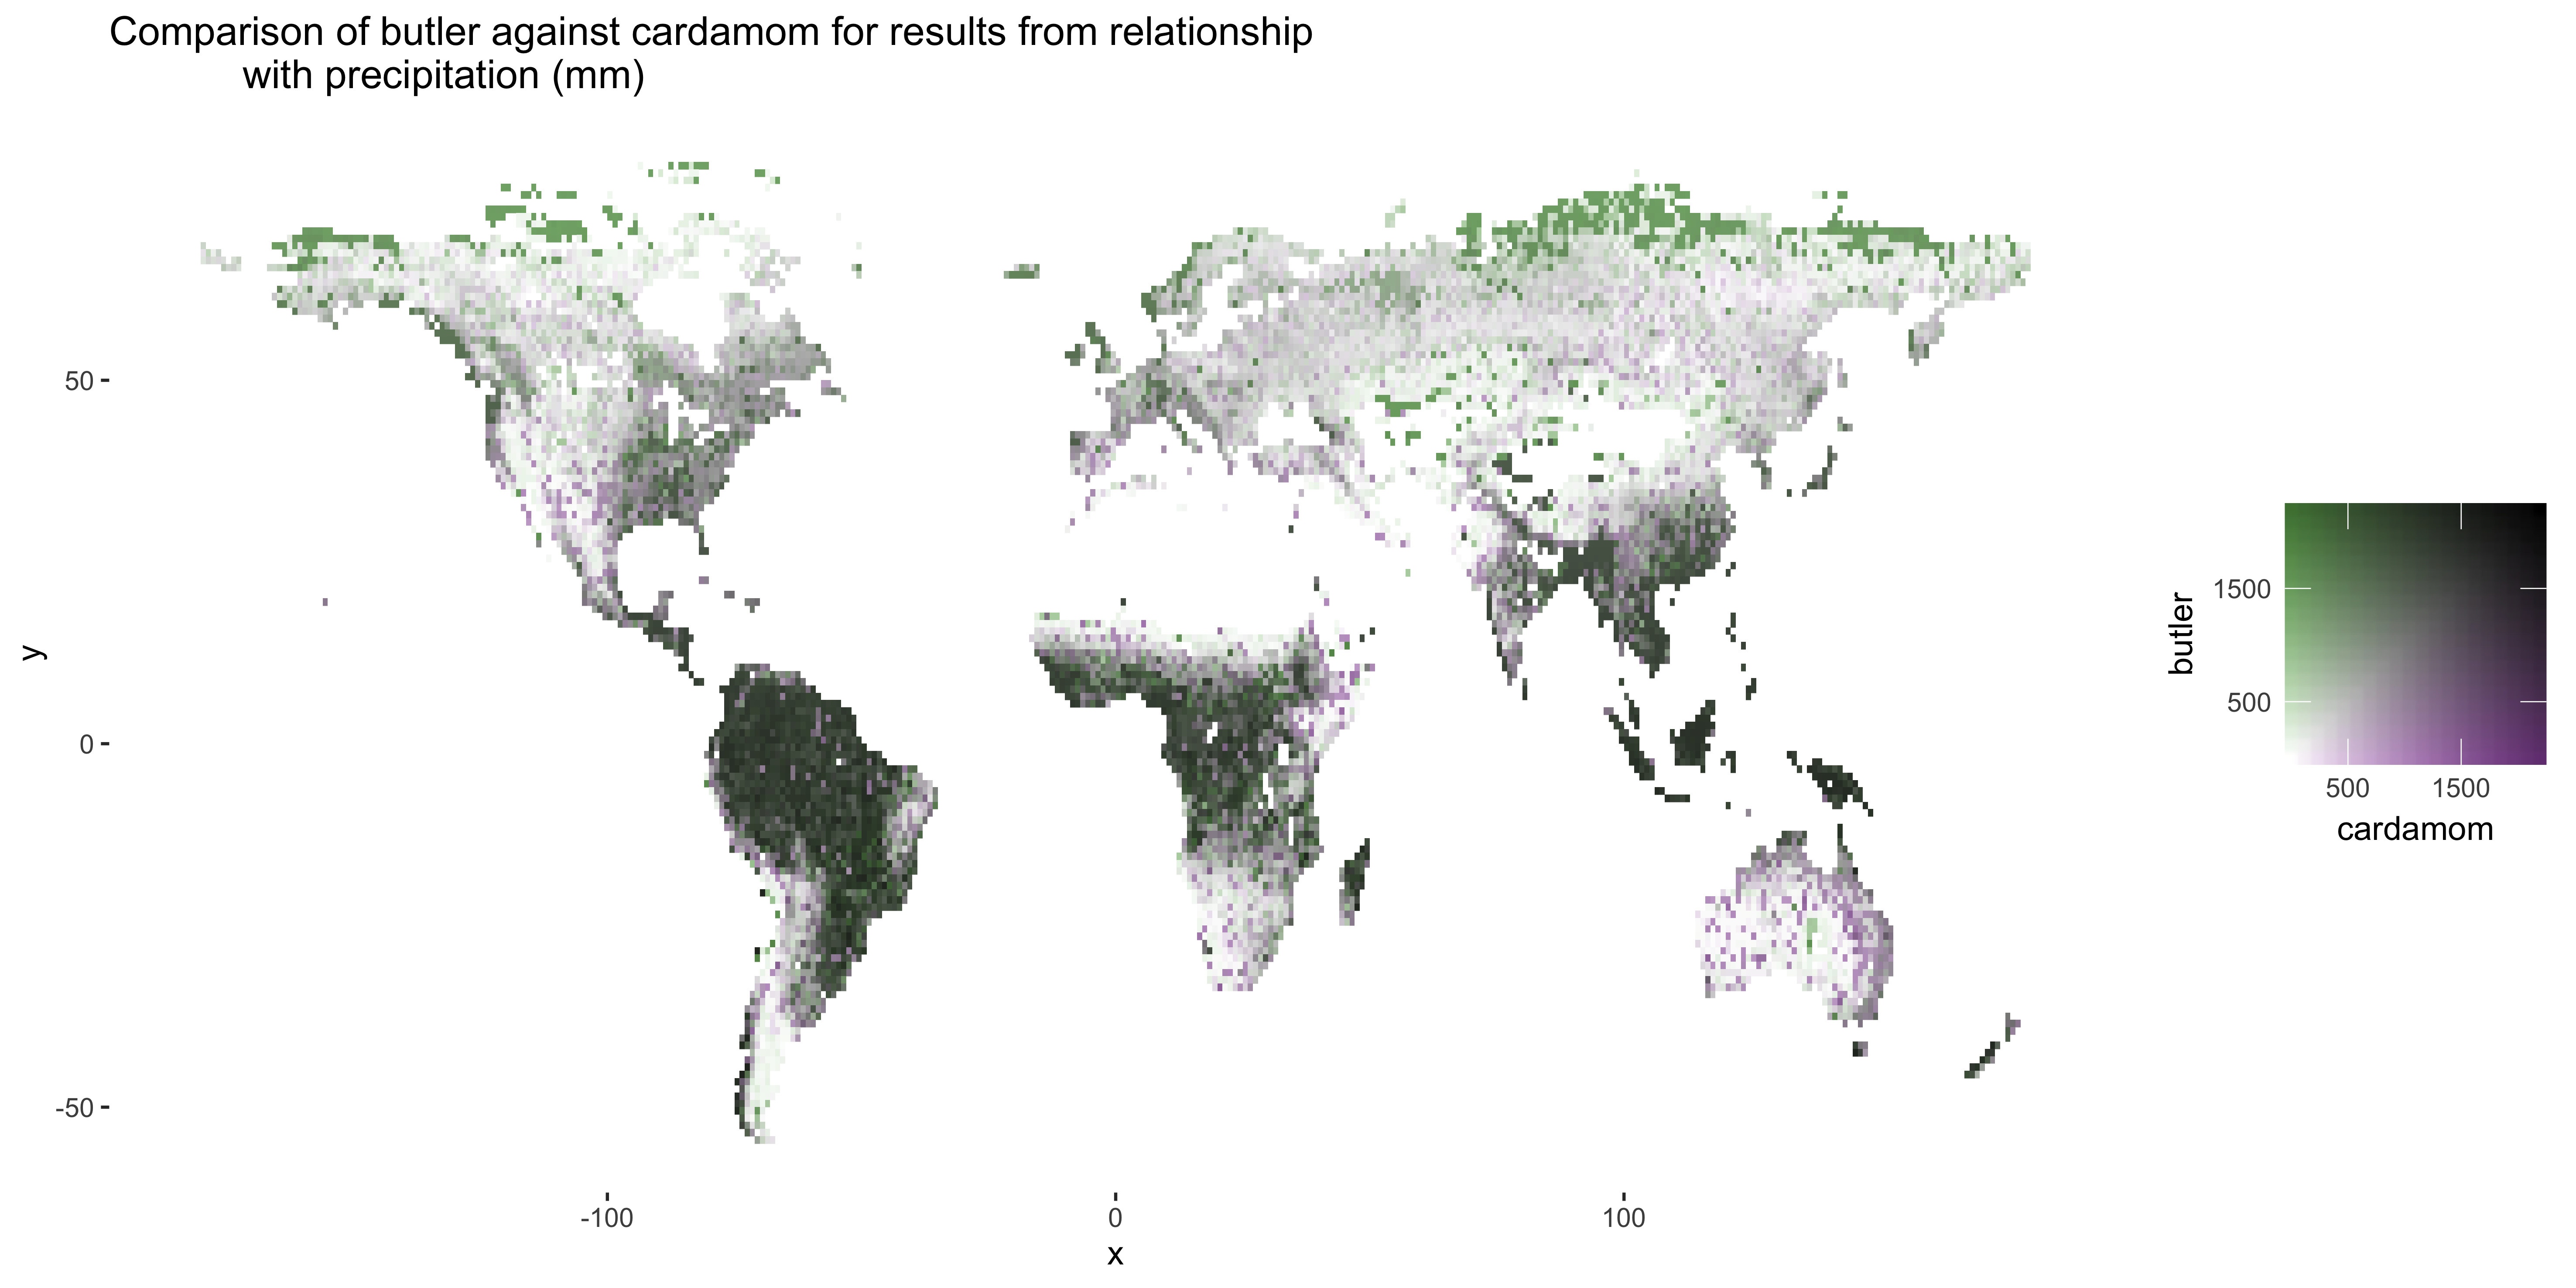 Comparison of butler against cardamom for results from relationship
with precipitation (mm)
50
0
-50
y
-100
0
100
x
butler
1500
500
500
1500
cardamom